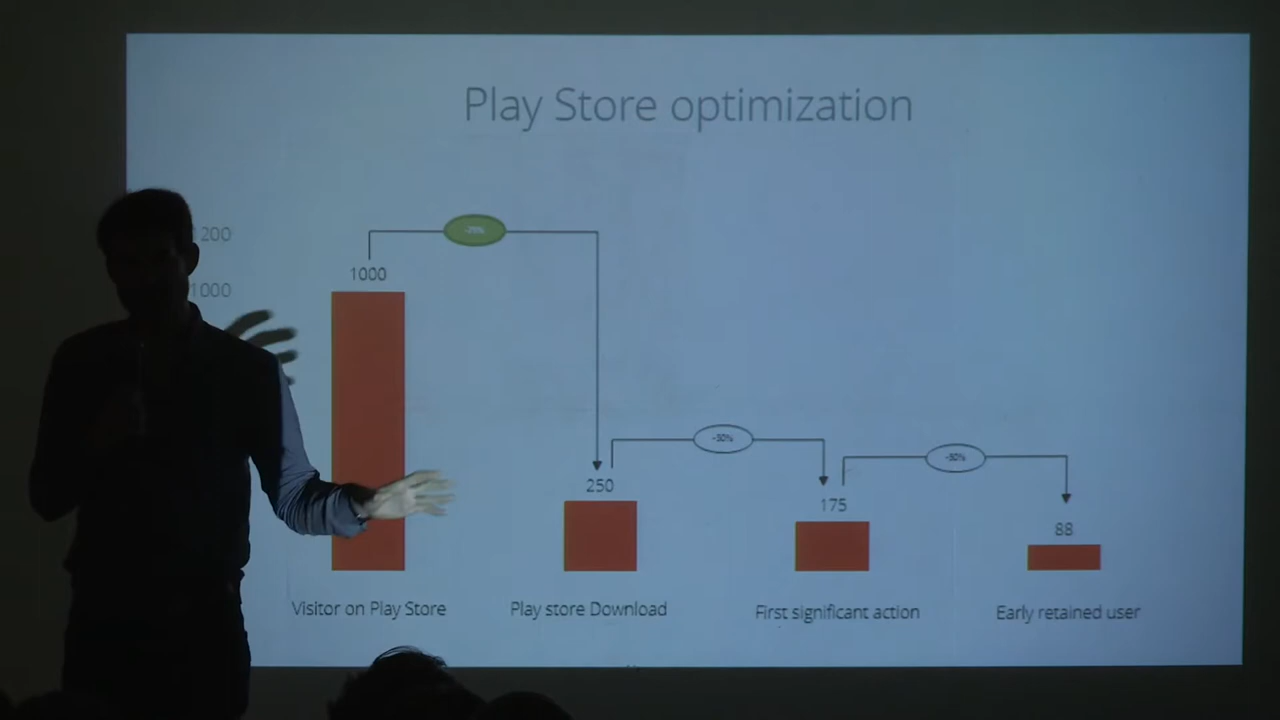 Play Store optimization
200
1000
1000
250
-30%
175
88
Visitor on Play Store
Play store Download
First significant action
Early retained user